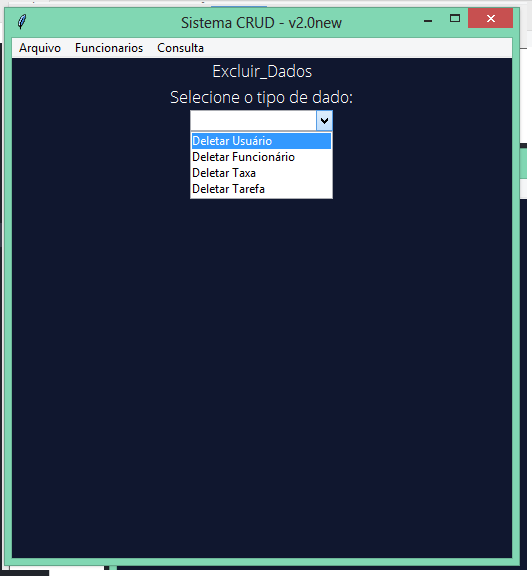 Sistema CRUD - v2.0new
Arquivo Funcionarios Consulta
Excluir_Dados
Selecione o tipo de dado:
Deletar Usuário
Deletar Funcionário
Deletar Taxa
Deletar Tarefa